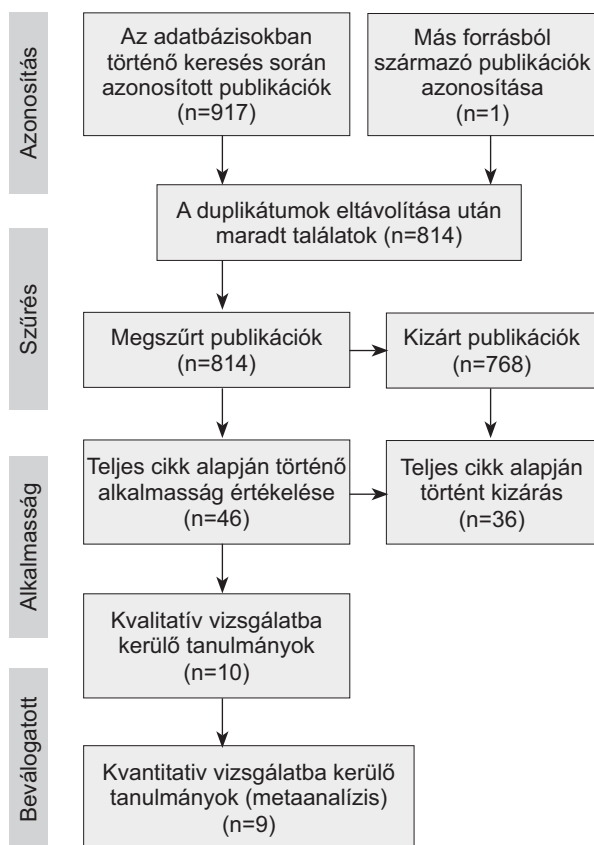 Azonosítás
Az adatbázisokban
történő keresés során
azonosított publikációk
(n=917)
Más forrásból
származó publikációk
azonosítása
(n=1)
A duplikátumok eltávolítása után
maradt találatok (n=814)
Szűrés
Megszűrt publikációk
(n=814)
Kizárt publikációk
(n=768)
Alkalmasság
Teljes cikk alapján történő
alkalmasság értékelése
(n=46)
Teljes cikk alapján
történt kizárás
(n=36)
Kvalitatív vizsgálatba
kerülő tanulmányok
(n=10)
Beválogatott
Kvantitativ vizsgálatba kerülő
tanulmányok (metaanalízis)
(n=9)